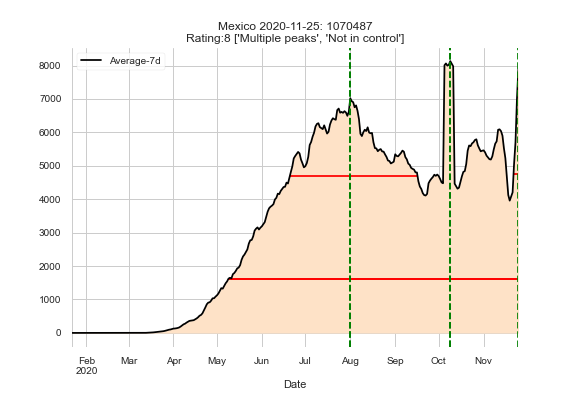 Mexico 2020-11-25: 1070487
Rating:8 ['Multiple peaks', 'Not in control']
Average-7d
8000
7000
6000
5000
4000
3000
2000
1000
0
Feb Mar Apr May Jun Jul Aug Sep Oct Nov
2020
Date